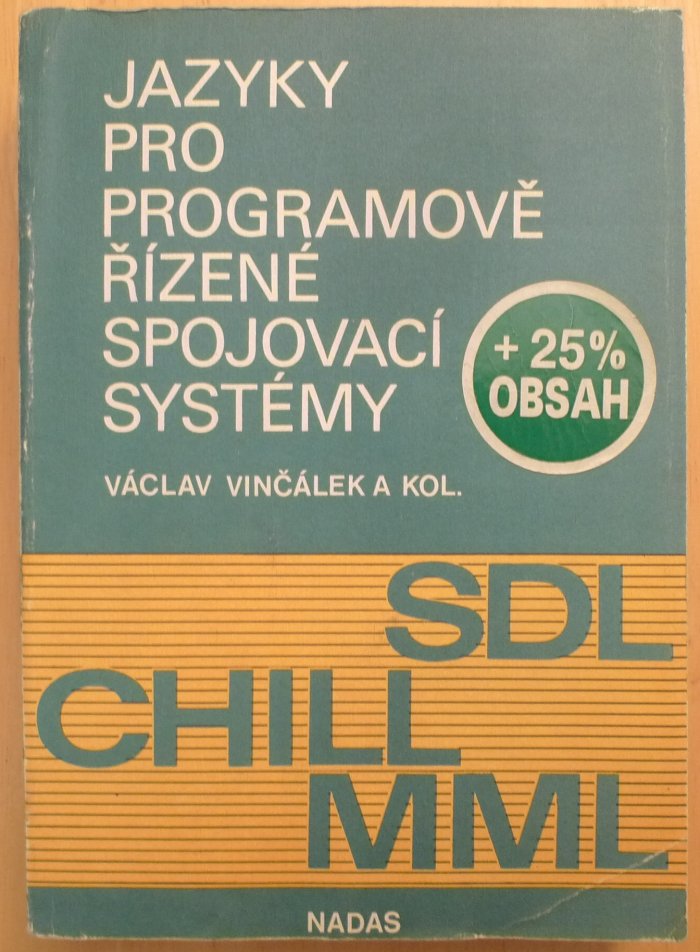 JAZYKY
PRO
PROGRAMOVĚ
ŘÍZENÉ
SPOJOVACÍ
SYSTÉMY
+ 25%
OBSAH
VÁCLAV VINČÁLEK A KOL.
SDL
CHILL
MML
NADAS